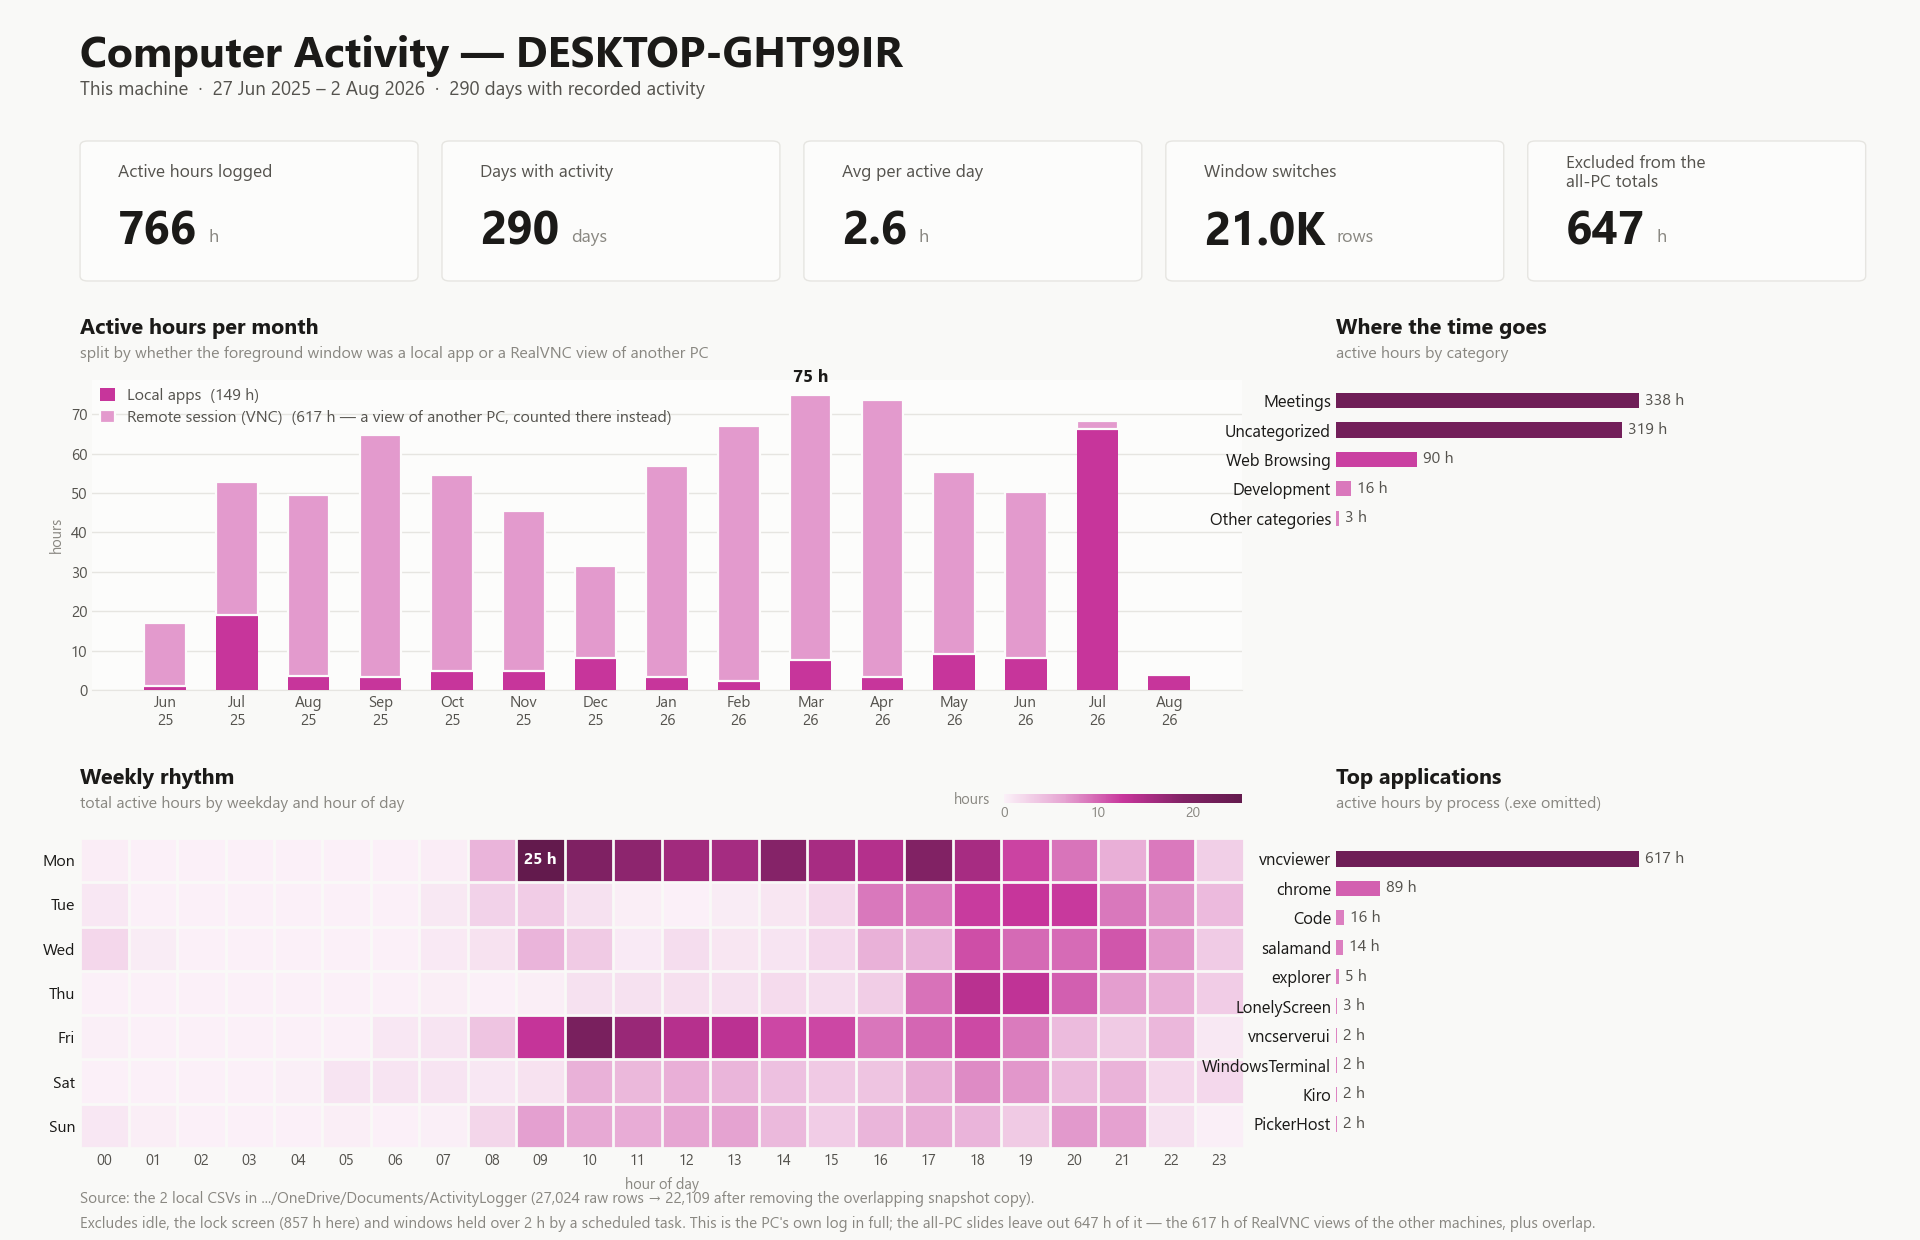 Computer Activity — DESKTOP-GHT99IR
This machine · 27 Jun 2025 – 2 Aug 2026 · 290 days with recorded activity
Active hours logged
766 h
Days with activity
290 days
Avg per active day
2.6 h
Window switches
21.0K rows
Excluded from the
all-PC totals
647 h
Active hours per month
split by whether the foreground window was a local app or a RealVNC view of another PC
75 h
Local apps (149 h)
Remote session (VNC) (617 h — a view of another PC, counted there instead)
hours
70
60
50
40
30
20
10
0
Jun Jul Aug Sep Oct Nov Dec Jan Feb Mar Apr May Jun Jul Aug
25 25 25 25 25 25 25 26 26 26 26 26 26 26 26
Where the time goes
active hours by category
Meetings 338 h
Uncategorized 319 h
Web Browsing 90 h
Development 16 h
Other categories 3 h
Weekly rhythm
total active hours by weekday and hour of day
hours
0 10 20
Mon 25 h
Tue
Wed
Thu
Fri
Sat
Sun
00 01 02 03 04 05 06 07 08 09 10 11 12 13 14 15 16 17 18 19 20 21 22 23
hour of day
Top applications
active hours by process (.exe omitted)
vncviewer 617 h
chrome 89 h
Code 16 h
salamand 14 h
explorer 5 h
LonelyScreen 3 h
vncserverui 2 h
WindowsTerminal 2 h
Kiro 2 h
PickerHost 2 h
Source: the 2 local CSVs in .../OneDrive/Documents/ActivityLogger (27,024 raw rows → 22,109 after removing the overlapping snapshot copy).
Excludes idle, the lock screen (857 h here) and windows held over 2 h by a scheduled task. This is the PC's own log in full; the all-PC slides leave out 647 h of it — the 617 h of RealVNC views of the other machines, plus overlap.